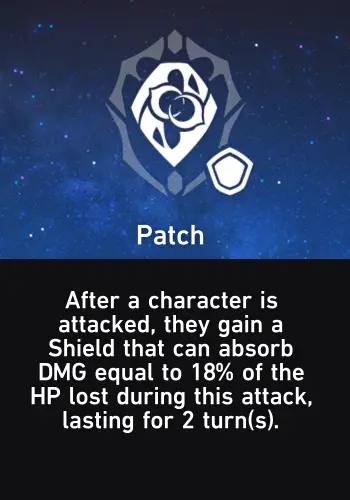 Patch
After a character is
attacked, they gain a
Shield that can absorb
DMG equal to 18% of the
HP lost during this attack,
lasting for 2 turn(s).